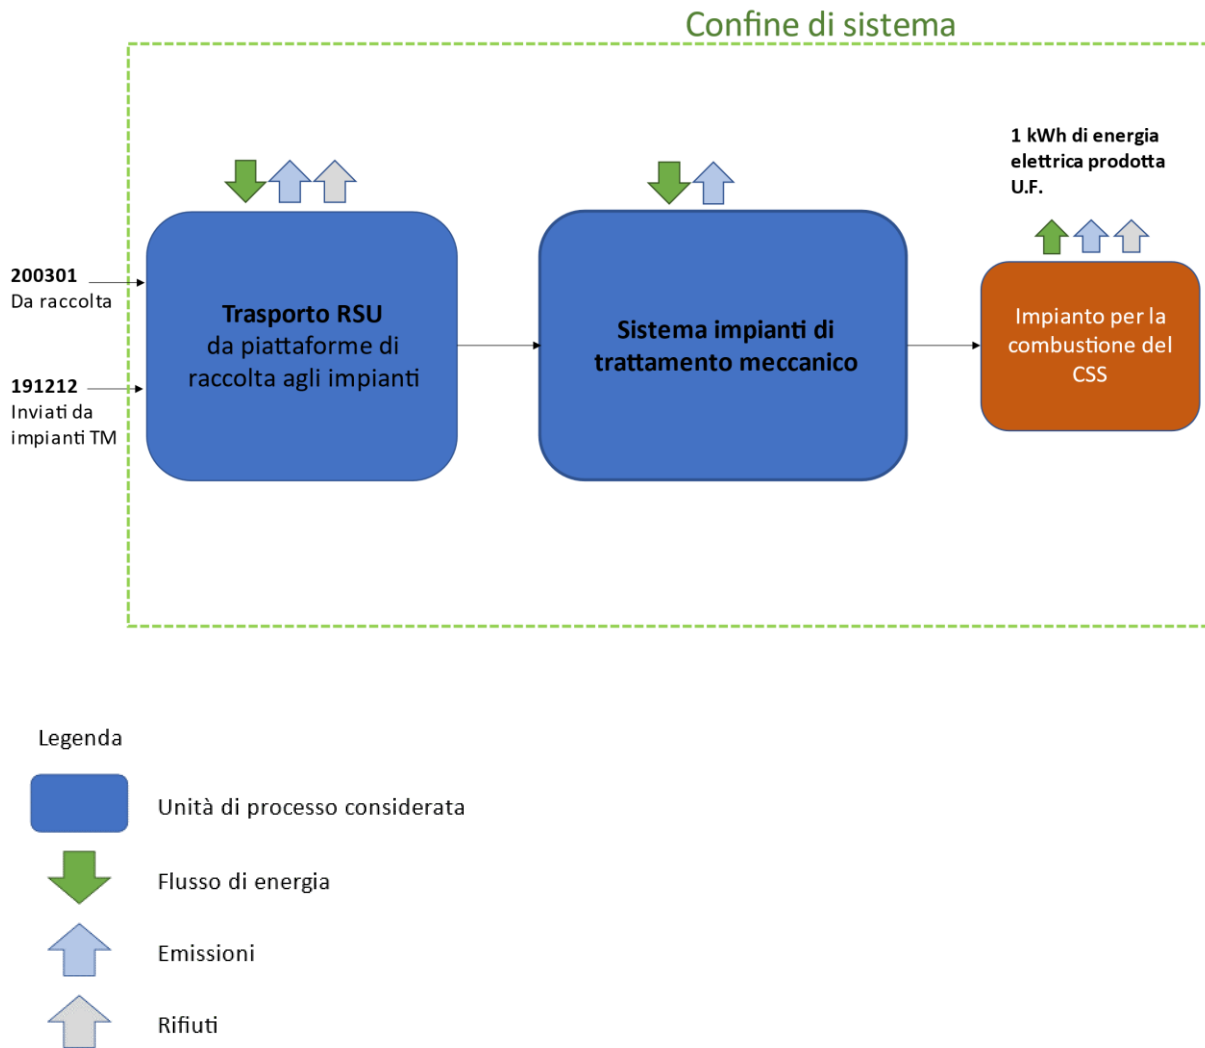 Confine di sistema
1 kWh di energia
elettrica prodotta
U.F.
200301
Da raccolta
191212
Inviati da
impianti TM
Trasporto RSU
da piattaforme di
raccolta agli impianti
Sistema impianti di
trattamento meccanico
Impianto per la
combustione del
CSS
Legenda
Unità di processo considerata
Flusso di energia
Emissioni
Rifiuti